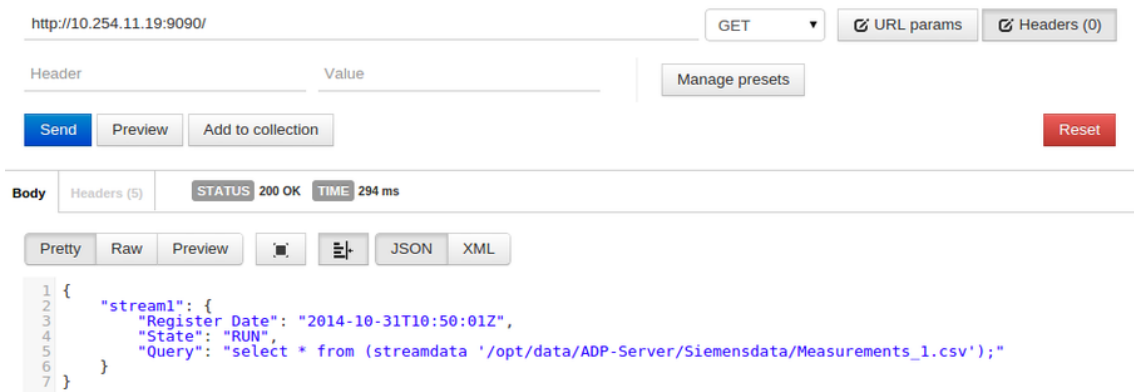 http://10.254.11.19:9090/ GET URL params Headers (0)
Header Value Manage presets
Send Preview Add to collection Reset
Body Headers (5) STATUS 200 OK TIME 294 ms
Pretty Raw Preview JSON XML
1 {
2 "stream1": {
3 "Register Date": "2014-10-31T10:50:01Z",
4 "State": "RUN",
5 "Query": "select * from (streamdata '/opt/data/ADP-Server/Siemensdata/Measurements_1.csv');"
6 }
7 }